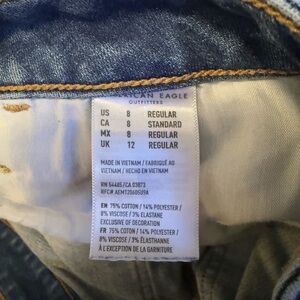 EAGLE
OUTFITTERS
US 8 REGULAR
CA 8 STANDARD
MX 8 REGULAR
UK 12 REGULAR
MADE IN VIETNAM / FABRIQUÉ AU
VIETNAM / HECHO EN VIETNAM
RN 54485/CA 03873
EN 75% COTTON / 14% POLYESTER /
8% VISCOSE / 3% ELASTANE
EXCLUSIVE OF DECORATION
FR 75% COTON / 14% POLYESTER /
8% VISCOSE / 3% ÉLASTHANNE
À L'EXCEPTION DE LA GARNITURE